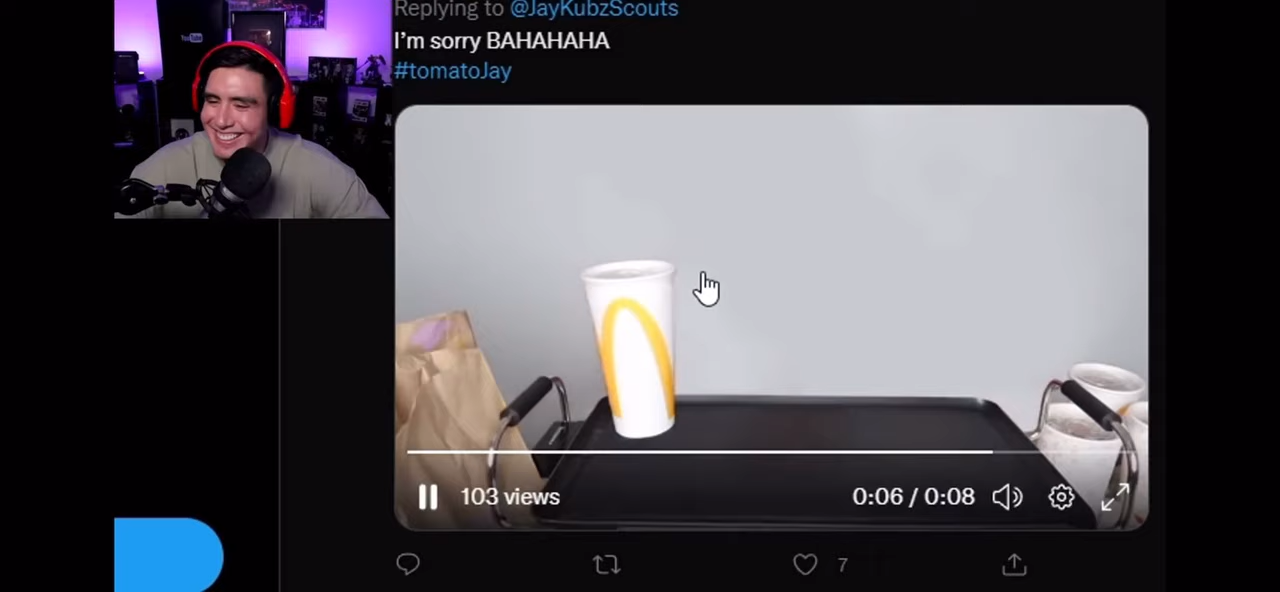 Replying to @JayKubzScouts
I'm sorry BAHAHAHA
#tomatoJay
103 views
0:06 / 0:08
7